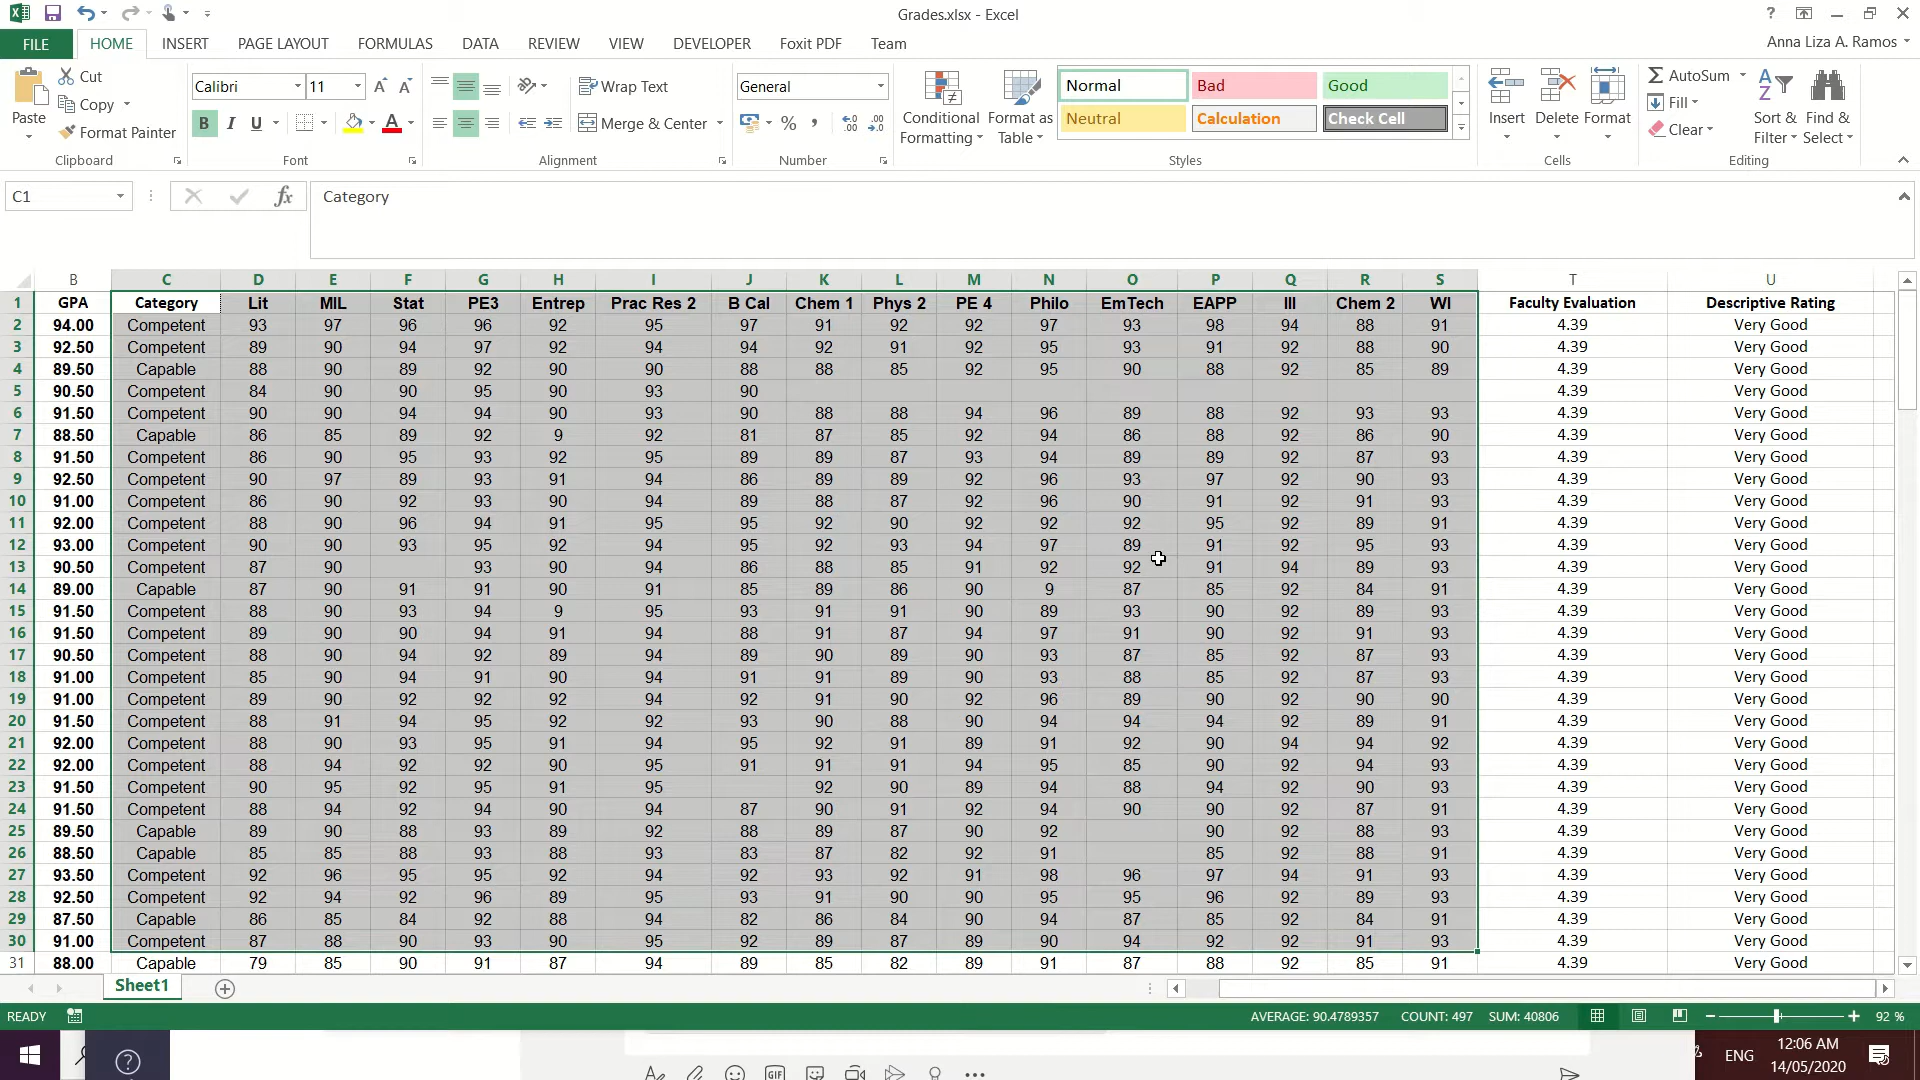 Grades.xlsx - Excel
FILE HOME INSERT PAGE LAYOUT FORMULAS DATA REVIEW VIEW DEVELOPER Foxit PDF Team Anna Liza A. Ramos
Paste Cut Copy Format Painter Clipboard
Calibri 11 B I U A Font
Wrap Text Merge & Center Alignment
General % , Number
Conditional Formatting Format as Table
Normal Bad Good
Neutral Calculation Check Cell
Styles
Insert Delete Format Cells
AutoSum Fill Clear Sort & Filter Find & Select Editing
C1 fx Category
B C D E F G H I J K L M N O P Q R S T U
1 GPA Category Lit MIL Stat PE3 Entrep Prac Res 2 B Cal Chem 1 Phys 2 PE 4 Philo EmTech EAPP III Chem 2 WI Faculty Evaluation Descriptive Rating
2 94.00 Competent 93 97 96 96 92 95 97 91 92 92 97 93 98 94 88 91 4.39 Very Good
3 92.50 Competent 89 90 94 97 92 94 94 92 91 92 95 93 91 92 88 90 4.39 Very Good
4 89.50 Capable 88 90 89 92 90 90 88 88 85 92 95 90 88 92 85 89 4.39 Very Good
5 90.50 Competent 84 90 90 95 90 93 90 4.39 Very Good
6 91.50 Competent 90 90 94 94 90 93 90 88 88 94 96 89 88 92 93 93 4.39 Very Good
7 88.50 Capable 86 85 89 92 9 92 81 87 85 92 94 86 88 92 86 90 4.39 Very Good
8 91.50 Competent 86 90 95 93 92 95 89 89 87 93 94 89 89 92 87 93 4.39 Very Good
9 92.50 Competent 90 97 89 93 91 94 86 89 89 92 96 93 97 92 90 93 4.39 Very Good
10 91.00 Competent 86 90 92 93 90 94 89 88 87 92 96 90 91 92 91 93 4.39 Very Good
11 92.00 Competent 88 90 96 94 91 95 95 92 90 92 92 92 95 92 89 91 4.39 Very Good
12 93.00 Competent 90 90 93 95 92 94 95 92 93 94 97 89 91 92 95 93 4.39 Very Good
13 90.50 Competent 87 90 93 90 94 86 88 85 91 92 92 91 94 89 93 4.39 Very Good
14 89.00 Capable 87 90 91 91 90 91 85 89 86 90 9 87 85 92 84 91 4.39 Very Good
15 91.50 Competent 88 90 93 94 9 95 93 91 91 90 89 93 90 92 89 93 4.39 Very Good
16 91.50 Competent 89 90 90 94 91 94 88 91 87 94 97 91 90 92 91 93 4.39 Very Good
17 90.50 Competent 88 90 94 92 89 94 89 90 89 90 93 87 85 92 87 93 4.39 Very Good
18 91.00 Competent 85 90 94 91 92 94 91 91 89 90 93 88 85 92 87 93 4.39 Very Good
19 91.00 Competent 89 90 92 92 92 94 92 91 90 92 96 89 90 92 90 90 4.39 Very Good
20 91.50 Competent 88 91 94 95 92 92 93 90 88 90 94 94 94 92 89 91 4.39 Very Good
21 92.00 Competent 88 90 93 95 91 94 95 92 91 89 91 92 90 94 94 92 4.39 Very Good
22 92.00 Competent 88 94 92 92 90 95 91 91 91 94 95 85 90 92 94 93 4.39 Very Good
23 91.50 Competent 90 95 92 95 91 95 92 90 89 94 88 94 92 90 93 4.39 Very Good
24 91.50 Competent 88 94 92 94 90 94 87 90 91 92 94 90 90 92 87 91 4.39 Very Good
25 89.50 Capable 89 90 88 93 89 92 88 89 87 90 92 90 92 88 93 4.39 Very Good
26 88.50 Capable 85 85 88 93 88 93 83 87 82 92 91 85 92 88 91 4.39 Very Good
27 93.50 Competent 92 96 95 95 92 94 92 93 92 91 98 96 97 94 91 93 4.39 Very Good
28 92.50 Competent 92 94 92 96 89 95 93 91 90 90 95 95 96 92 89 93 4.39 Very Good
29 87.50 Capable 86 85 84 92 88 94 82 86 84 90 94 87 85 92 84 91 4.39 Very Good
30 91.00 Competent 87 88 90 93 90 95 92 89 87 89 90 94 92 92 91 93 4.39 Very Good
31 88.00 Capable 79 85 90 91 87 94 89 85 82 89 91 87 88 92 85 91 4.39 Very Good
Sheet1
READY AVERAGE: 90.4789357 COUNT: 497 SUM: 40806 92 %
GIF ENG 12:06 AM
14/05/2020